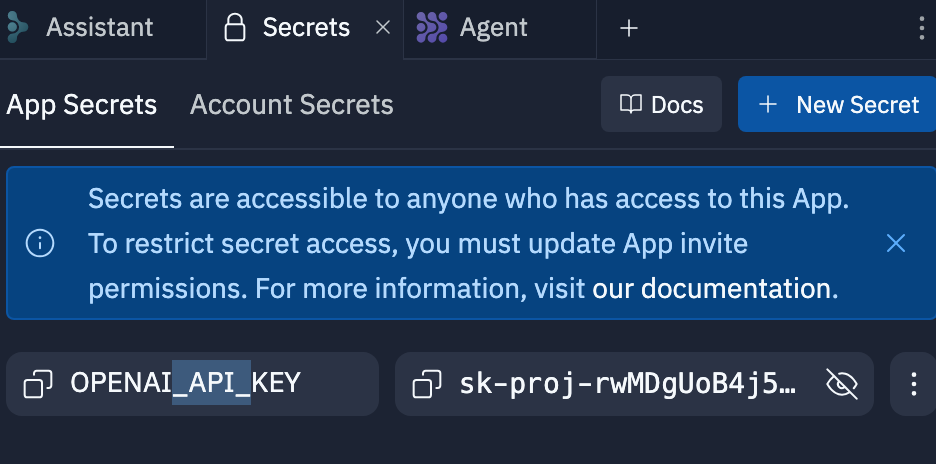 Assistant
Secrets
Agent
App Secrets
Account Secrets
Docs
New Secret
Secrets are accessible to anyone who has access to this App.
To restrict secret access, you must update App invite
permissions. For more information, visit our documentation.
OPENAI_API_KEY
sk-proj-rwMDgUoB4j5...